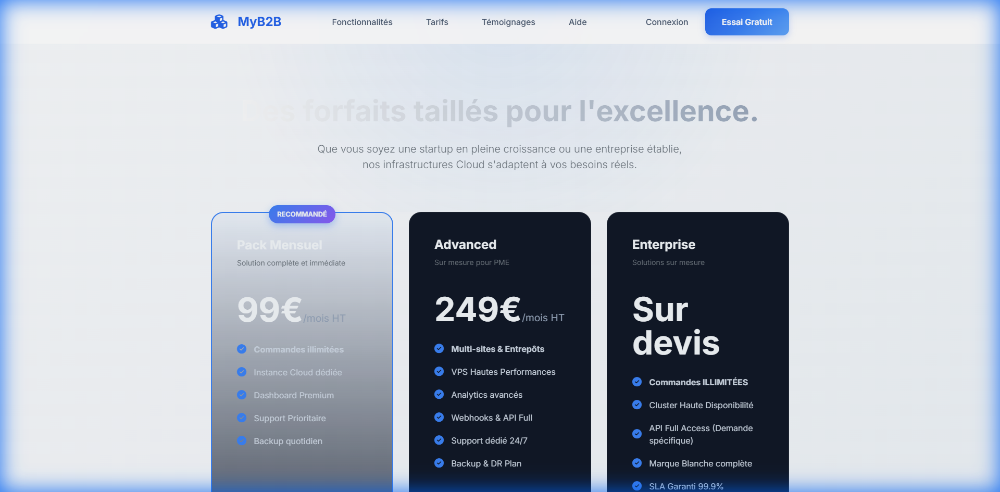 MyB2B
Fonctionnalités
Tarifs
Témoignages
Aide
Connexion
Essai Gratuit
Des forfaits taillés pour l'excellence.
Que vous soyez une startup en pleine croissance ou une entreprise établie,
nos infrastructures Cloud s'adaptent à vos besoins réels.
RECOMMANDÉ
Pack Mensuel
Solution complète et immédiate
99€/mois HT
Commandes illimitées
Instance Cloud dédiée
Dashboard Premium
Support Prioritaire
Backup quotidien
Advanced
Sur mesure pour PME
249€/mois HT
Multi-sites & Entrepôts
VPS Hautes Performances
Analytics avancés
Webhooks & API Full
Support dédié 24/7
Backup & DR Plan
Enterprise
Solutions sur mesure
Sur
devis
Commandes ILLIMITÉES
Cluster Haute Disponibilité
API Full Access (Demande
spécifique)
Marque Blanche complète
SLA Garanti 99.9%